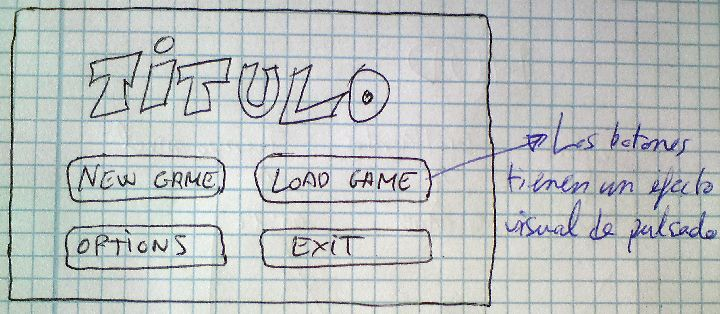 TiTULO
NEW GAME
LOAD GAME
OPTIONS
EXIT
Los botones
tienen un efecto
visual de pulsado